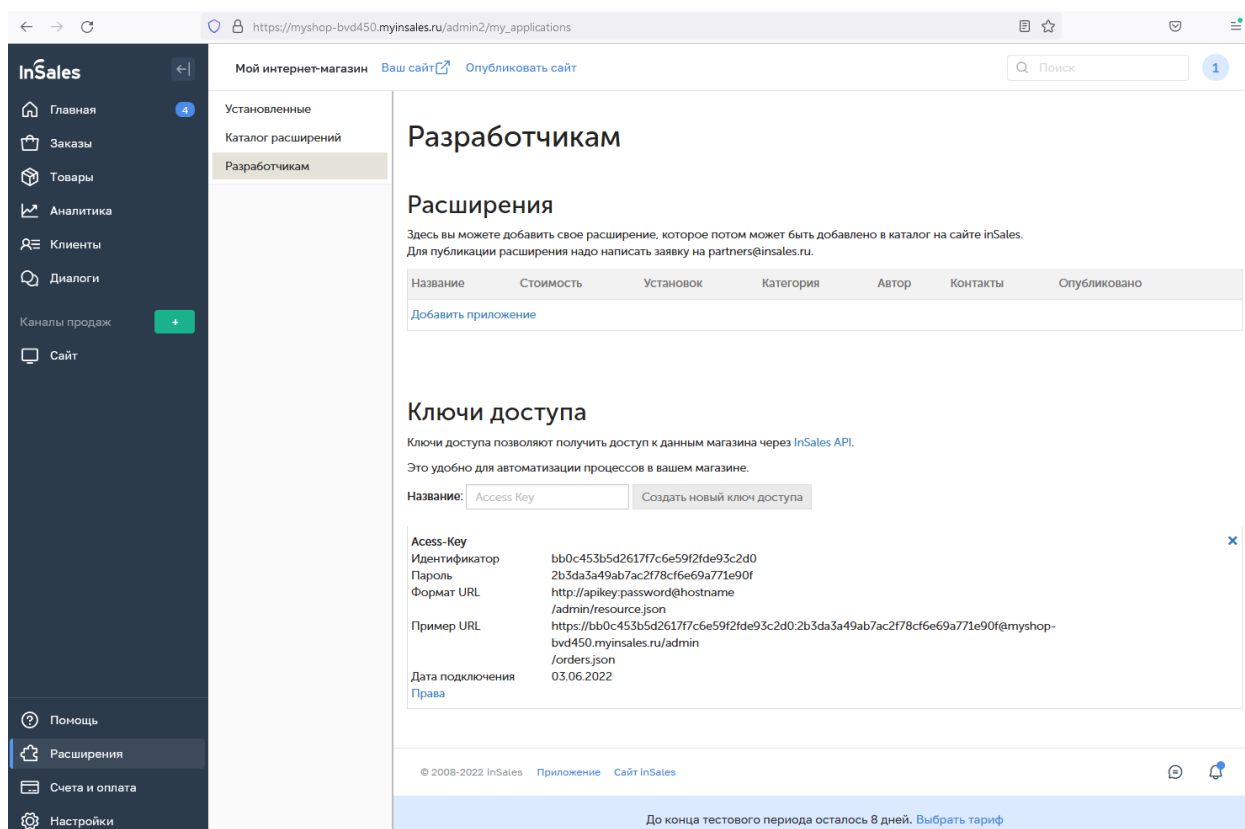 https://myshop-bvd450.myinsales.ru/admin2/my_applications
inSales
Мой интернет-магазин Ваш сайт Опубликовать сайт
Поиск
1
Главная 4
Заказы
Товары
Аналитика
Клиенты
Диалоги
Каналы продаж +
Сайт
Помощь
Расширения
Счета и оплата
Настройки
Установленные
Каталог расширений
Разработчикам
Разработчикам
Расширения
Здесь вы можете добавить свое расширение, которое потом может быть добавлено в каталог на сайте inSales.
Для публикации расширения надо написать заявку на partners@insales.ru.
Название Стоимость Установок Категория Автор Контакты Опубликовано
Добавить приложение
Ключи доступа
Ключи доступа позволяют получить доступ к данным магазина через InSales API.
Это удобно для автоматизации процессов в вашем магазине.
Название: Access Key Создать новый ключ доступа
Acess-Key
Идентификатор bb0c453b5d2617f7c6e59f2fde93c2d0
Пароль 2b3da3a49ab7ac2f78cf6e69a771e90f
Формат URL http://apikey:password@hostname
/admin/resource.json
Пример URL https://bb0c453b5d2617f7c6e59f2fde93c2d0:2b3da3a49ab7ac2f78cf6e69a771e90f@myshop-
bvd450.myinsales.ru/admin
/orders.json
Дата подключения 03.06.2022
Права
© 2008-2022 inSales Приложение Сайт inSales
До конца тестового периода осталось 8 дней. Выбрать тариф